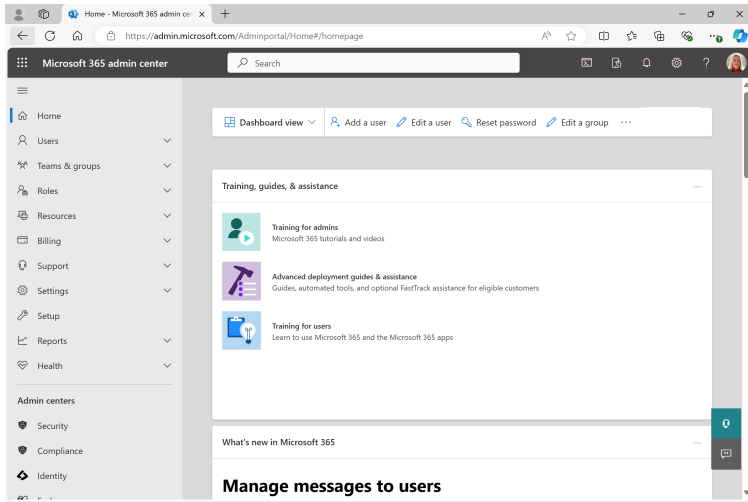 Home - Microsoft 365 admin cen
https://admin.microsoft.com/Adminportal/Home#/homepage
Microsoft 365 admin center
Search
Home
Users
Teams & groups
Roles
Resources
Billing
Support
Settings
Setup
Reports
Health
Admin centers
Security
Compliance
Identity
Dashboard view
Add a user
Edit a user
Reset password
Edit a group
Training, guides, & assistance
Training for admins
Microsoft 365 tutorials and videos
Advanced deployment guides & assistance
Guides, automated tools, and optional FastTrack assistance for eligible customers
Training for users
Learn to use Microsoft 365 and the Microsoft 365 apps
What's new in Microsoft 365
Manage messages to users